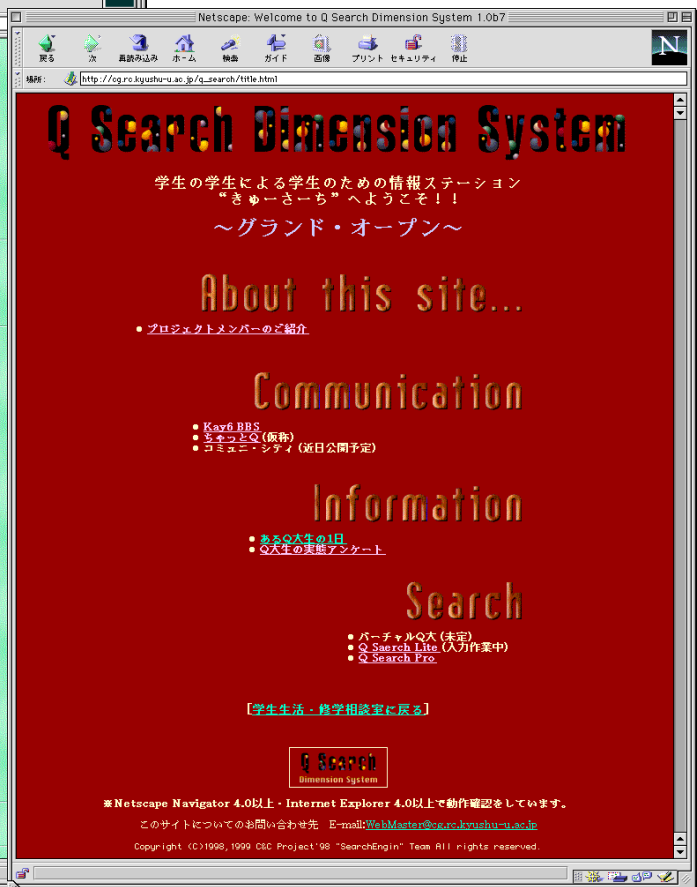 Netscape: Welcome to Q Search Dimension System 1.0b7
戻る 次 再読み込み ホーム 検索 ガイド 画像 プリント セキュリティ 停止
N
場所: http://cg.rc.kyushu-u.ac.jp/q_search/title.html
Q Search Dimension System
学生の学生による学生のための情報ステーション
“きゅーさーち”へようこそ！！
～グランド・オープン～
About this site...
プロジェクトメンバーのご紹介
Communication
Kay6 BBS
ちゃっとQ (仮称)
コミュニ・シティ (近日公開予定)
Information
あるQ大生の1日
Q大生の実態アンケート
Search
バーチャルQ大 (未定)
Q Saerch Lite (入力作業中)
Q Search Pro
[学生生活・修学相談室に戻る]
Q Search
Dimension System
※Netscape Navigator 4.0以上・Internet Explorer 4.0以上で動作確認をしています。
このサイトについてのお問い合わせ先 E-mail:WebMaster@cg.rc.kyushu-u.ac.jp
Copyright (C)1998,1999 C&C Project'98 "SearchEngin" Team All rights reserved.